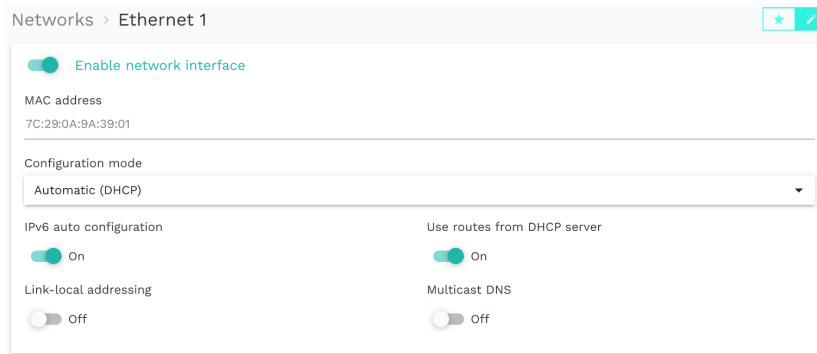 Networks > Ethernet 1
Enable network interface
MAC address
7C:29:0A:9A:39:01
Configuration mode
Automatic (DHCP)
IPv6 auto configuration
Use routes from DHCP server
On
On
Link-local addressing
Multicast DNS
Off
Off